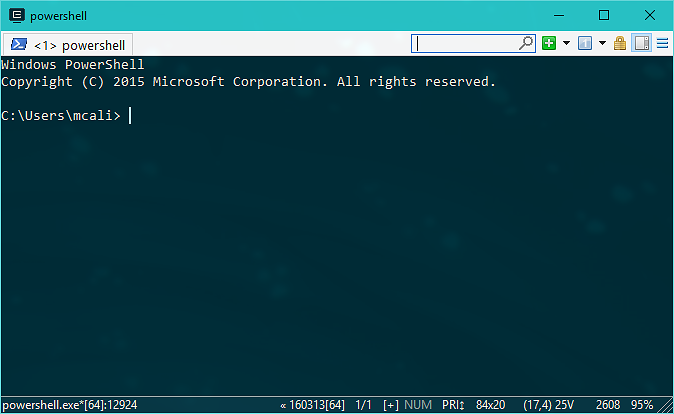 powershell
<1> powershell
1
Windows PowerShell
Copyright (C) 2015 Microsoft Corporation. All rights reserved.
C:\Users\mcali>
powershell.exe*[64]:12924 « 160313[64] 1/1 [+] NUM PRI↕ 84x20 (17,4) 25V 2608 95%